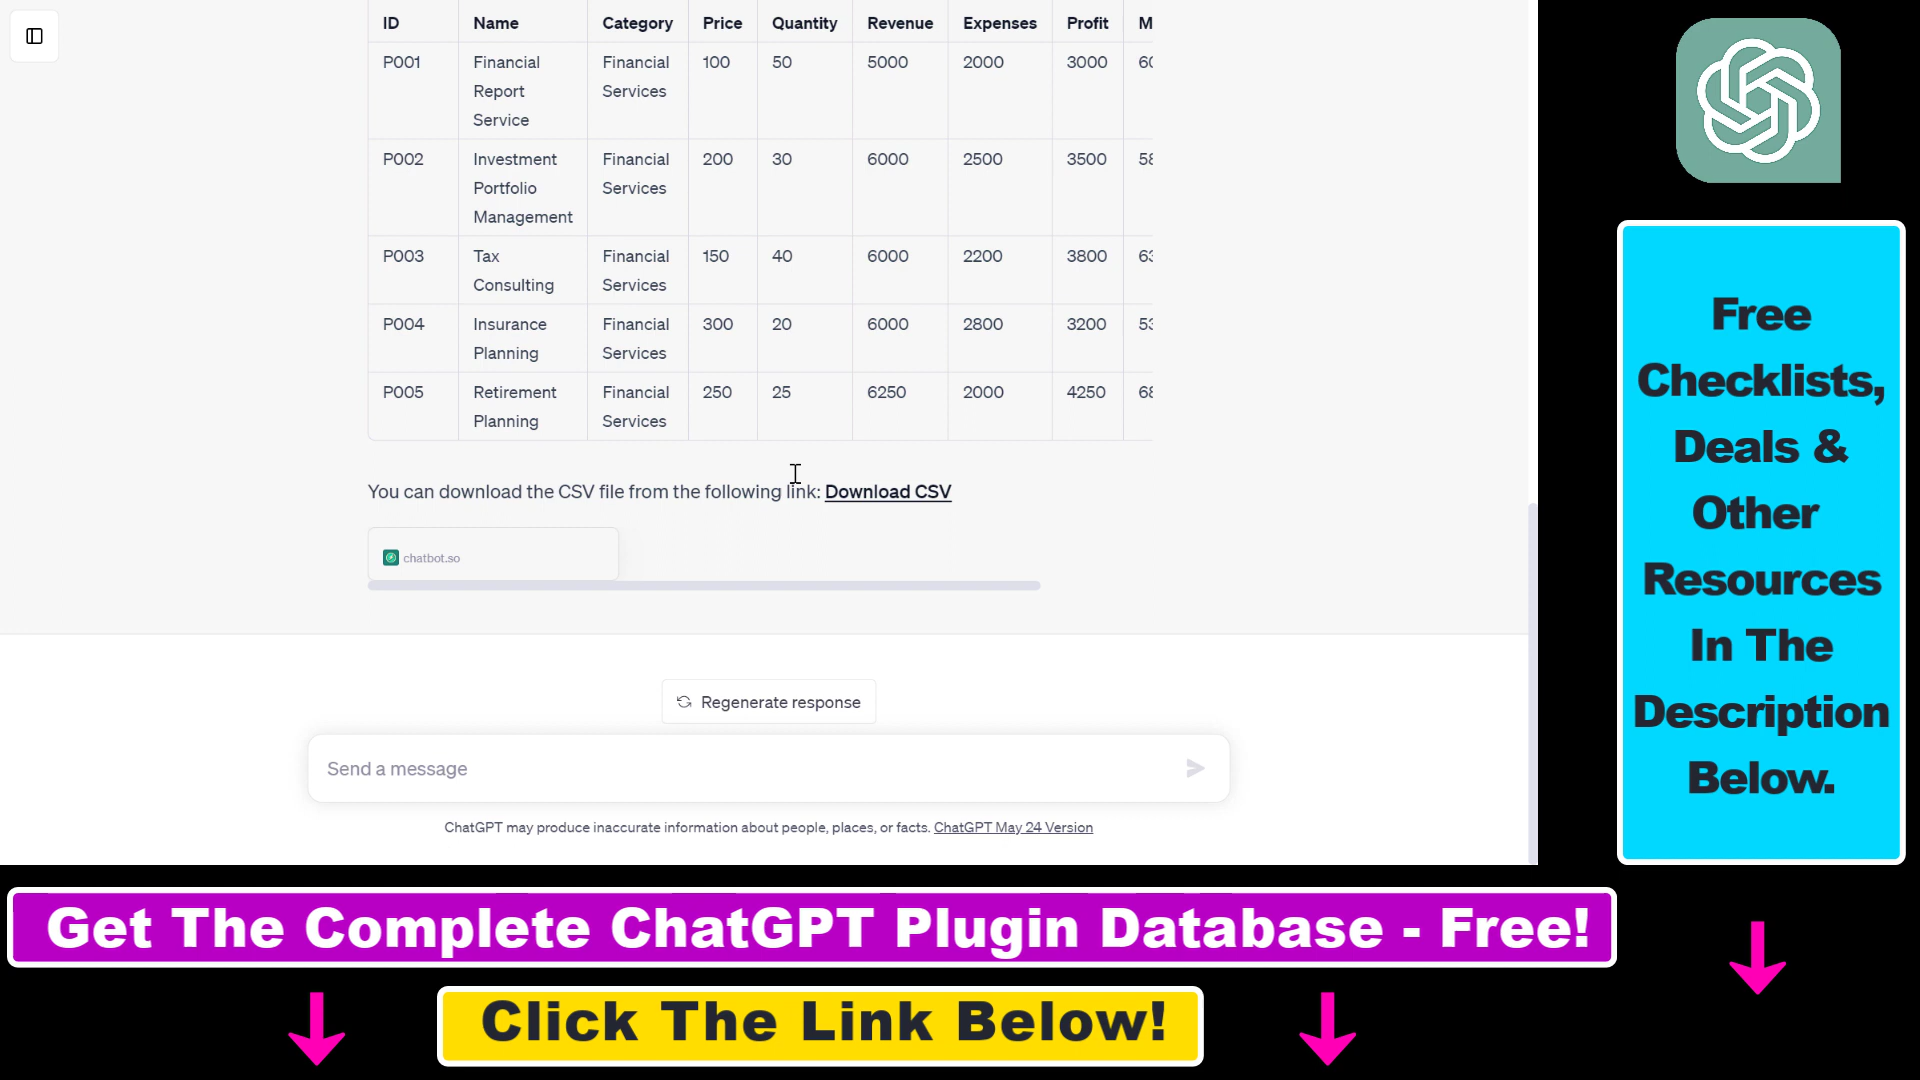 ID Name Category Price Quantity Revenue Expenses Profit M
P001 Financial Financial 100 50 5000 2000 3000 60
Report Services
Service
P002 Investment Financial 200 30 6000 2500 3500 58
Portfolio Services
Management
P003 Tax Financial 150 40 6000 2200 3800 63
Consulting Services
P004 Insurance Financial 300 20 6000 2800 3200 53
Planning Services
P005 Retirement Financial 250 25 6250 2000 4250 68
Planning Services
You can download the CSV file from the following link: Download CSV
chatbot.so
Regenerate response
Send a message
ChatGPT may produce inaccurate information about people, places, or facts. ChatGPT May 24 Version
Free
Checklists,
Deals &
Other
Resources
In The
Description
Below.
Get The Complete ChatGPT Plugin Database - Free!
Click The Link Below!